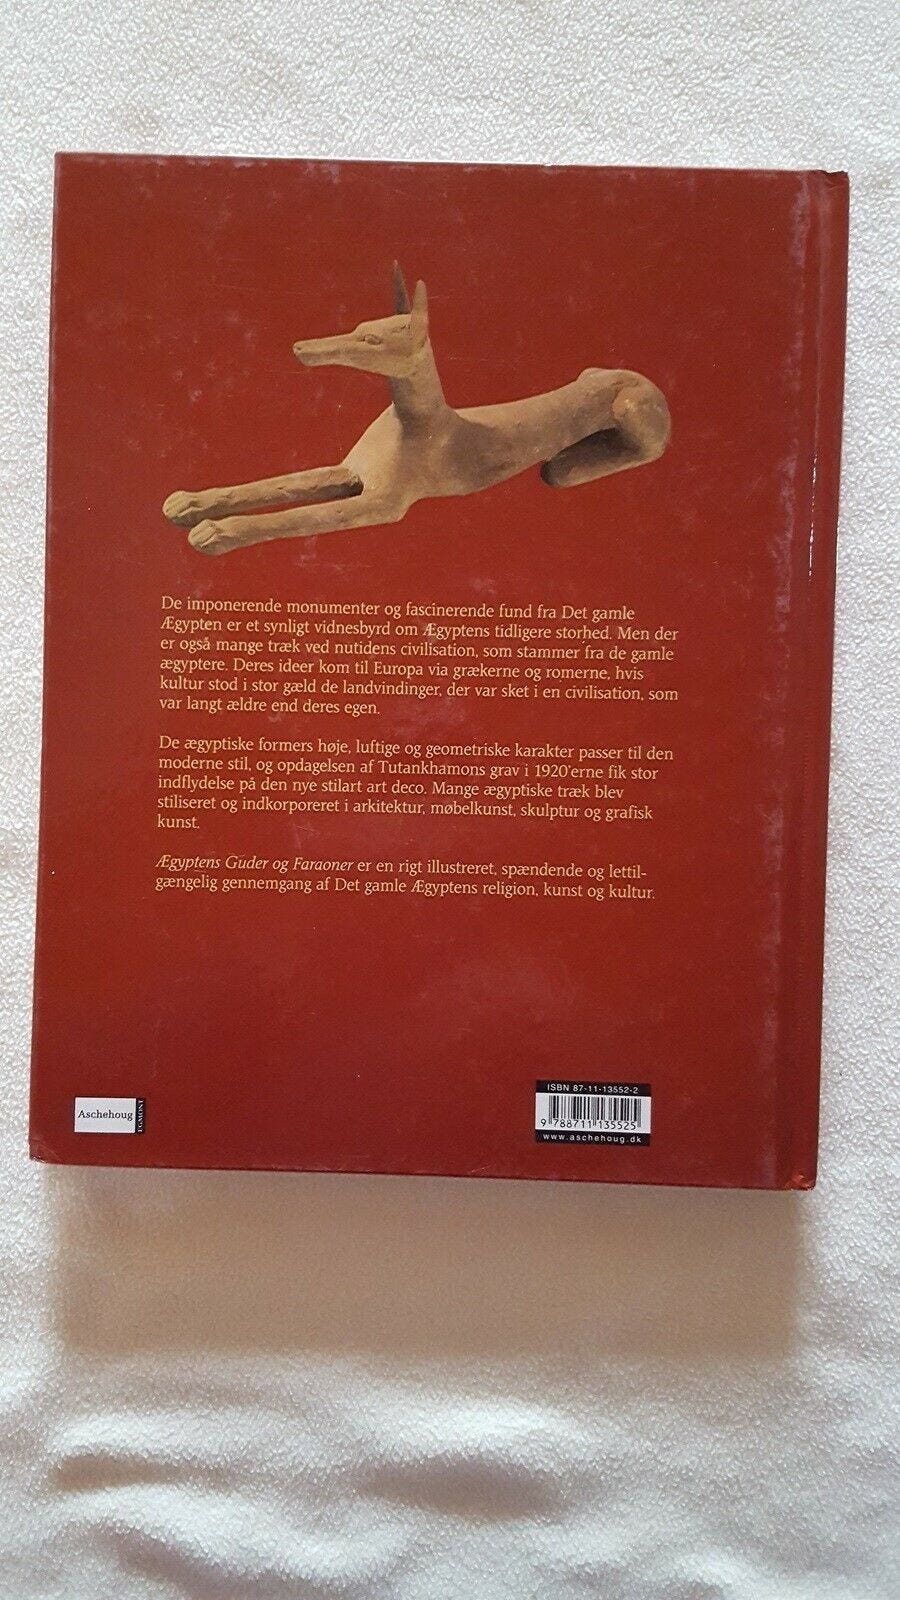 De imponerende monumenter og fascinerende fund fra Det gamle
Ægypten er et synligt vidnesbyrd om Ægyptens tidligere storhed. Men der
er også mange træk ved nutidens civilisation, som stammer fra de gamle
ægyptere. Deres ideer kom til Europa via grækerne og romerne, hvis
kultur stod i stor gæld de landvindinger, der var sket i en civilisation, som
var langt ældre end deres egen.
De ægyptiske formers høje, luftige og geometriske karakter passer til den
moderne stil, og opdagelsen af Tutankhamons grav i 1920'erne fik stor
indflydelse på den nye stilart art deco. Mange ægyptiske træk blev
stiliseret og indkorporeret i arkitektur, møbelkunst, skulptur og grafisk
kunst.
Ægyptens Guder og Faraoner er en rigt illustreret, spændende og lettil-
gængelig gennemgang af Det gamle Ægyptens religion, kunst og kultur.
Aschehoug
EGMONT
ISBN 87-11-13552-2
9 788711 135525
www.aschehoug.dk